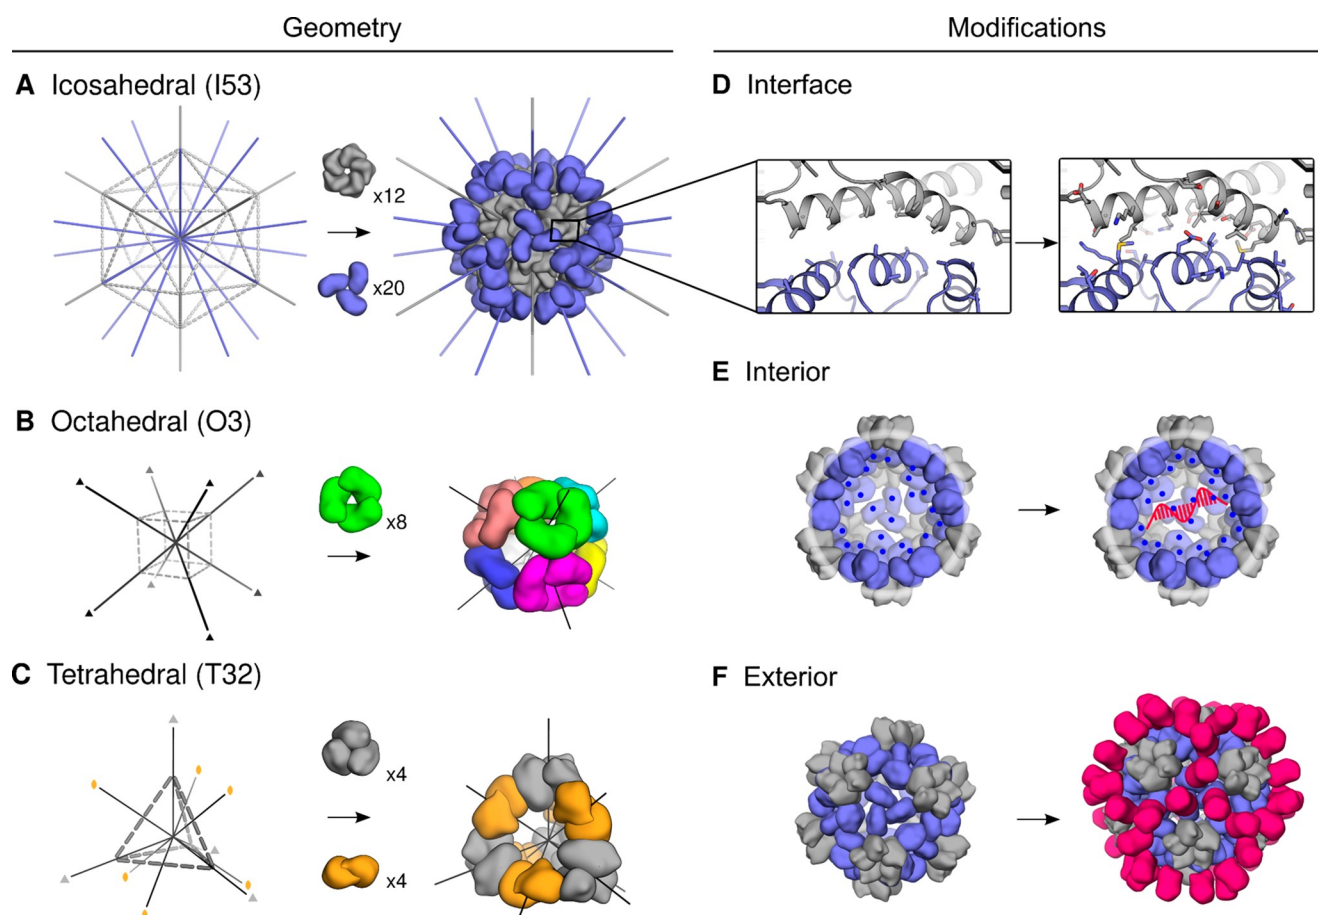 Geometry
Modifications
A Icosahedral (I53)
x12
x20
B Octahedral (O3)
x8
C Tetrahedral (T32)
x4
x4
D Interface
E Interior
F Exterior